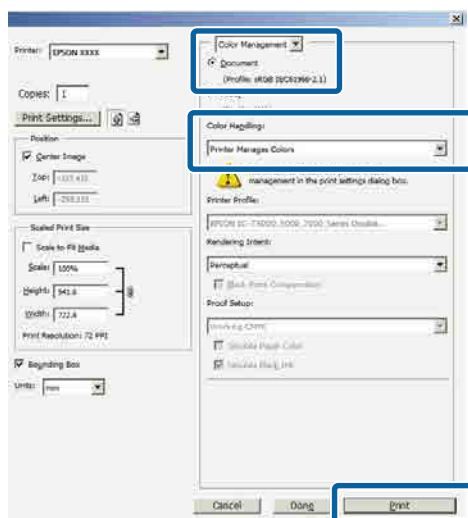 Printer: EPSON XXXX
Copies: 1
Print Settings...
Position
Center Image
Top:
Left:
Scaled Print Size
Scale to Fit Media
Scale: 100%
Height: 541.8
Width: 722.4
Print Resolution: 72 PPI
Bounding Box
Units: mm
Color Management
Document
(Profile: sRGB IEC61966-2.1)
Color Handling:
Printer Manages Colors
management in the print settings dialog box.
Printer Profile:
Rendering Intent:
Perceptual
Black Point Compensation
Proof Setup:
Working CMYK
Simulate Paper Color
Simulate Black Ink
Cancel
Done
Print